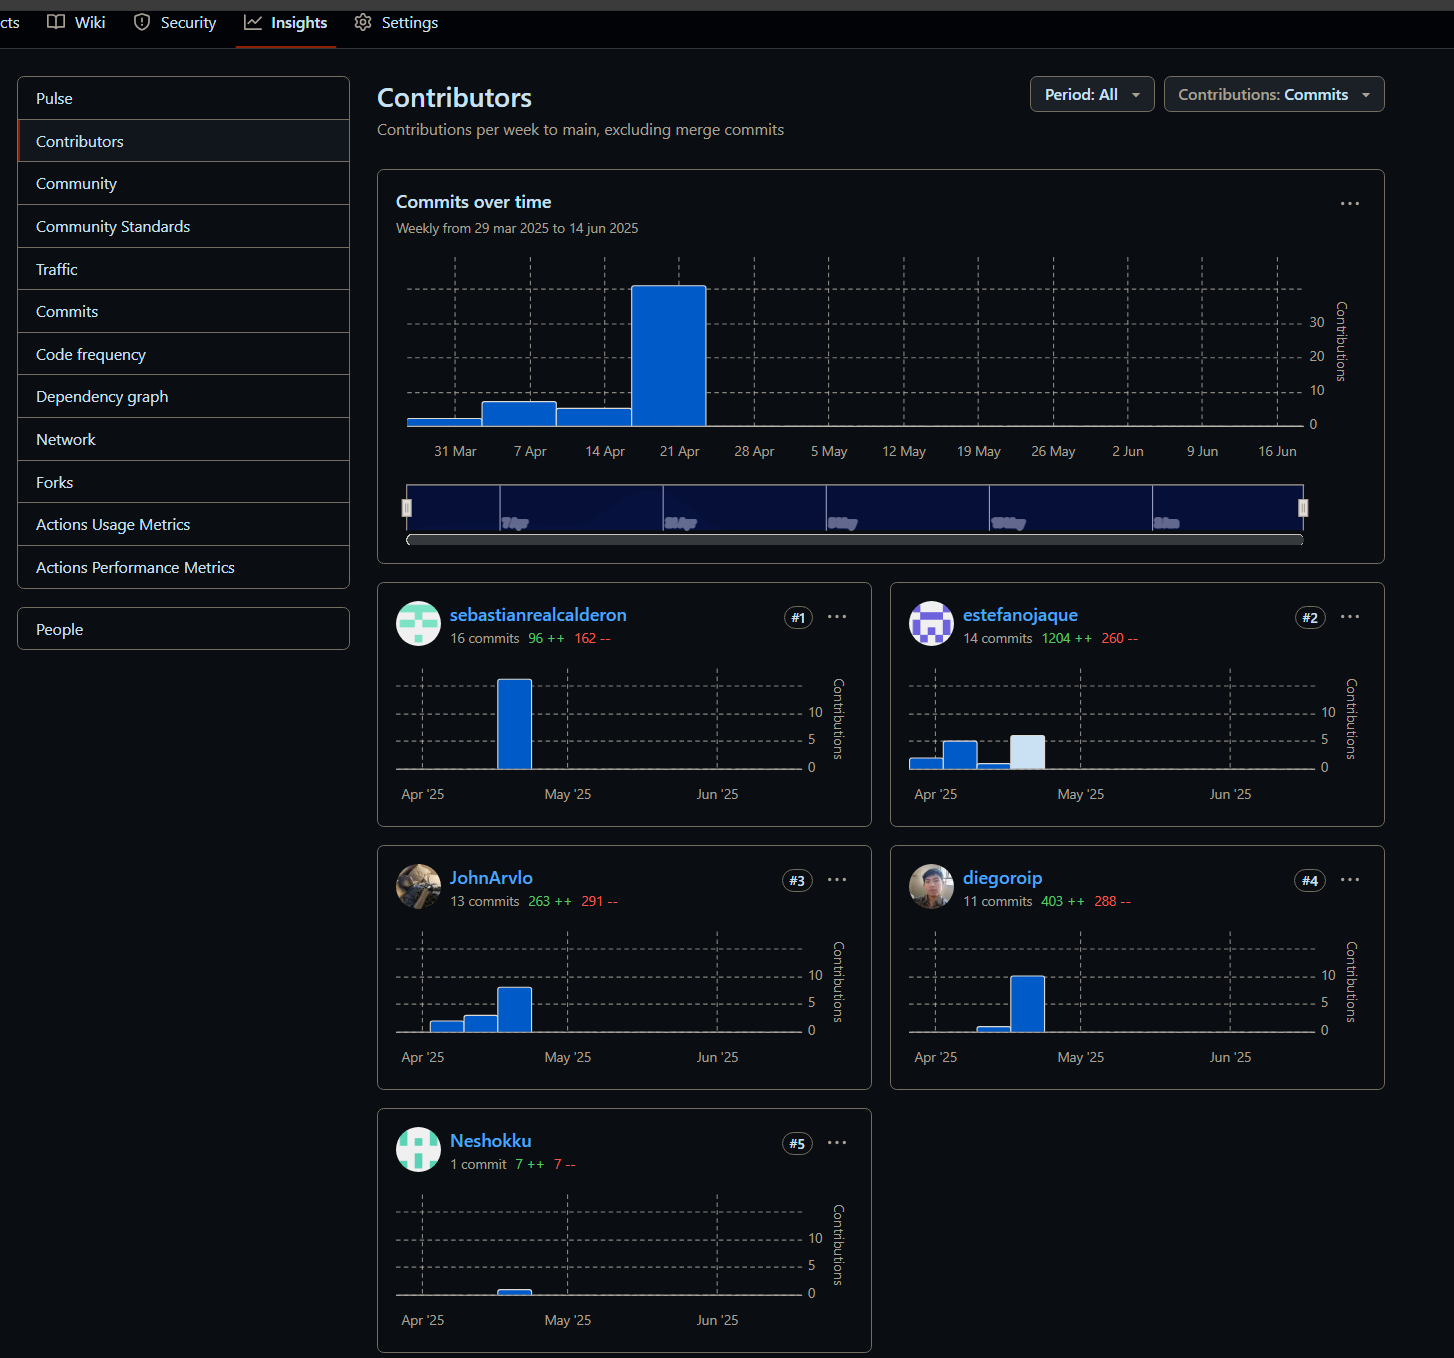 cts Wiki Security Insights Settings
Pulse
Contributors
Community
Community Standards
Traffic
Commits
Code frequency
Dependency graph
Network
Forks
Actions Usage Metrics
Actions Performance Metrics
People
Contributors
Contributions per week to main, excluding merge commits
Period: All
Contributions: Commits
Commits over time
Weekly from 29 mar 2025 to 14 jun 2025
30
20
10
0
Contributions
31 Mar 7 Apr 14 Apr 21 Apr 28 Apr 5 May 12 May 19 May 26 May 2 Jun 9 Jun 16 Jun
sebastianrealcalderon #1
16 commits 96 ++ 162 --
10
5
0
Contributions
Apr '25 May '25 Jun '25
estefanojaque #2
14 commits 1204 ++ 260 --
10
5
0
Contributions
Apr '25 May '25 Jun '25
JohnArvlo #3
13 commits 263 ++ 291 --
10
5
0
Contributions
Apr '25 May '25 Jun '25
diegoroip #4
11 commits 403 ++ 288 --
10
5
0
Contributions
Apr '25 May '25 Jun '25
Neshokku #5
1 commit 7 ++ 7 --
10
5
0
Contributions
Apr '25 May '25 Jun '25